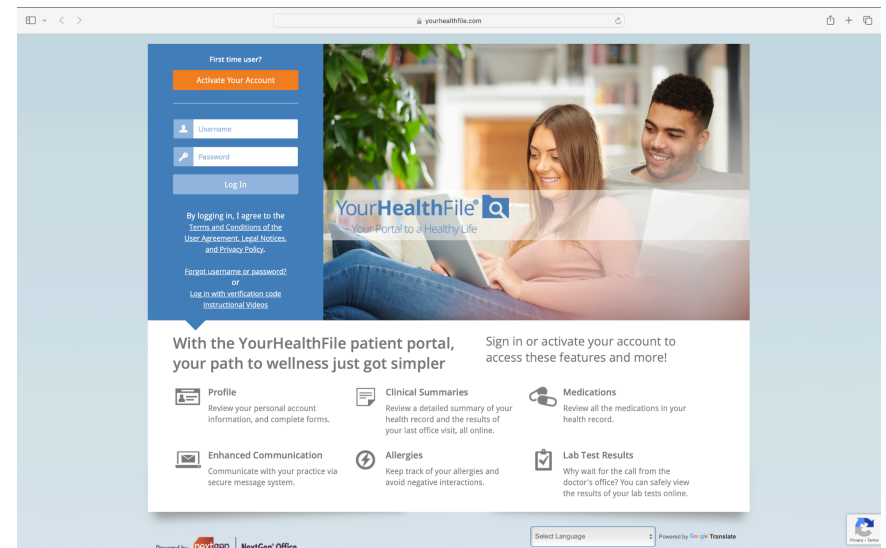 yourhealthfile.com
First time user?
Activate Your Account
Username
Password
Log In
By logging in, I agree to the
Terms and Conditions of the
User Agreement, Legal Notices,
and Privacy Policy.
Forgot username or password?
or
Log in with verification code
Instructional Videos
YourHealthFile®
– Your Portal to a Healthy Life
With the YourHealthFile patient portal,
your path to wellness just got simpler
Sign in or activate your account to
access these features and more!
Profile
Review your personal account
information, and complete forms.
Clinical Summaries
Review a detailed summary of your
health record and the results of
your last office visit, all online.
Medications
Review all the medications in your
health record.
Enhanced Communication
Communicate with your practice via
secure message system.
Allergies
Keep track of your allergies and
avoid negative interactions.
Lab Test Results
Why wait for the call from the
doctor's office? You can safely view
the results of your lab tests online.
Powered by nextgen NextGen® Office
Select Language
Powered by Google Translate
Privacy - Terms